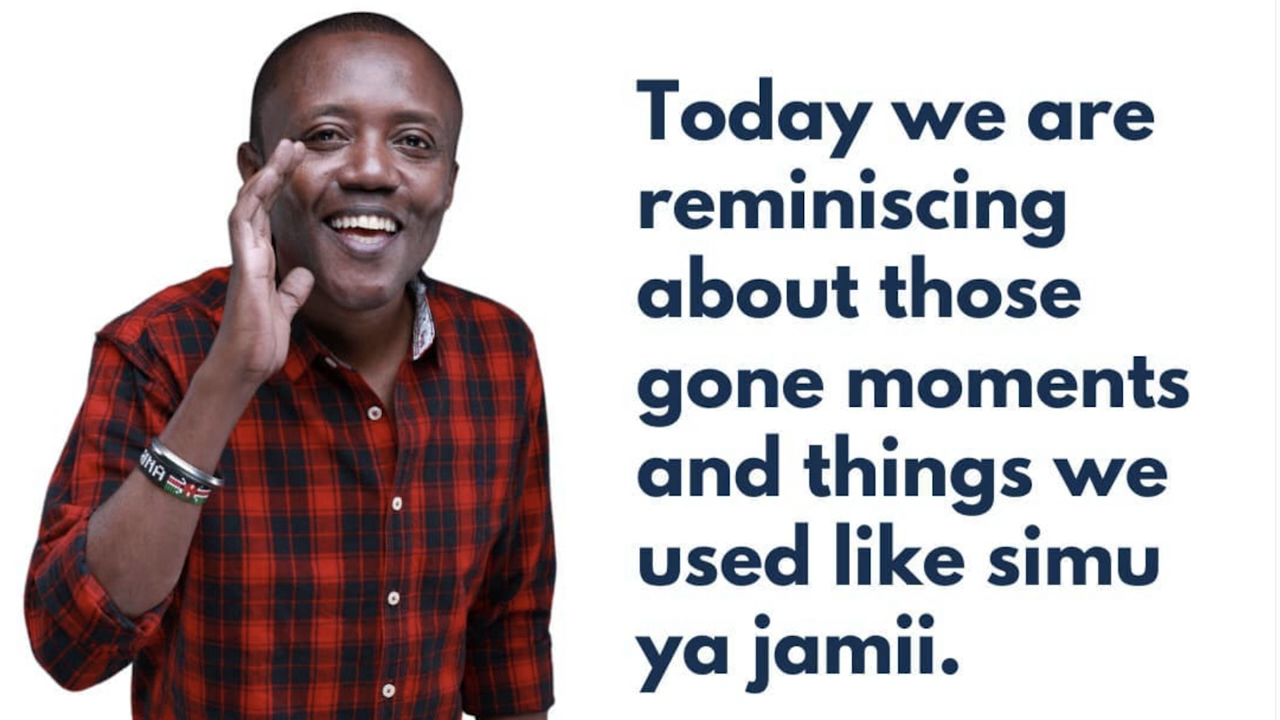 Today we are
reminiscing
about those
gone moments
and things we
used like simu
ya jamii.